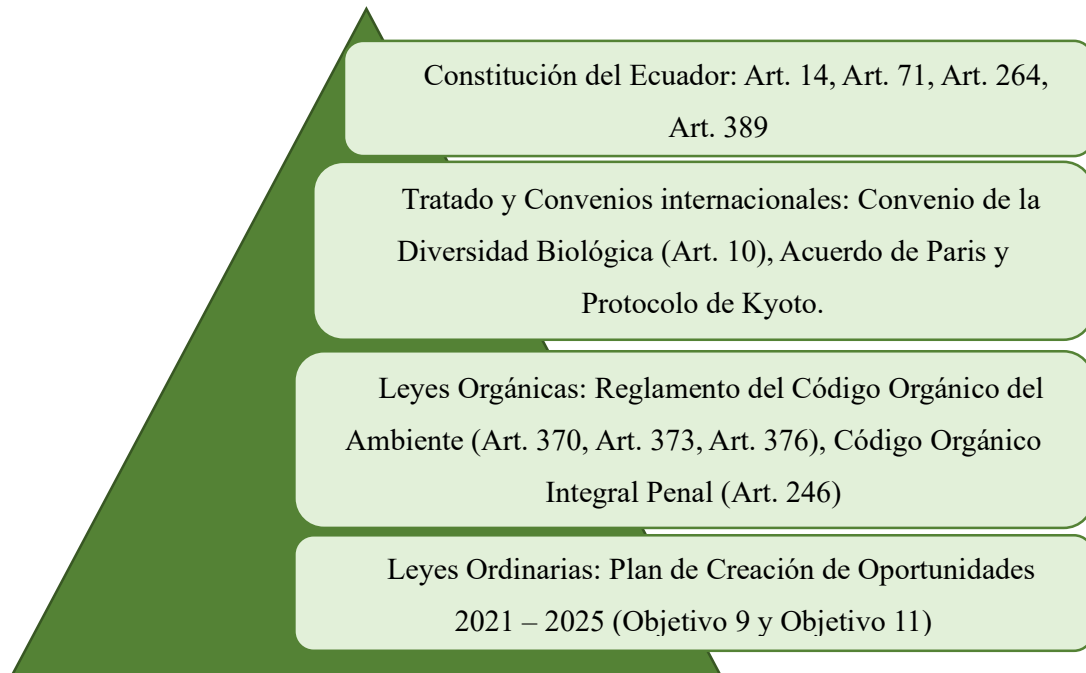 Constitución del Ecuador: Art. 14, Art. 71, Art. 264,
Art. 389
Tratado y Convenios internacionales: Convenio de la
Diversidad Biológica (Art. 10), Acuerdo de Paris y
Protocolo de Kyoto.
Leyes Orgánicas: Reglamento del Código Orgánico del
Ambiente (Art. 370, Art. 373, Art. 376), Código Orgánico
Integral Penal (Art. 246)
Leyes Ordinarias: Plan de Creación de Oportunidades
2021 – 2025 (Objetivo 9 y Objetivo 11)